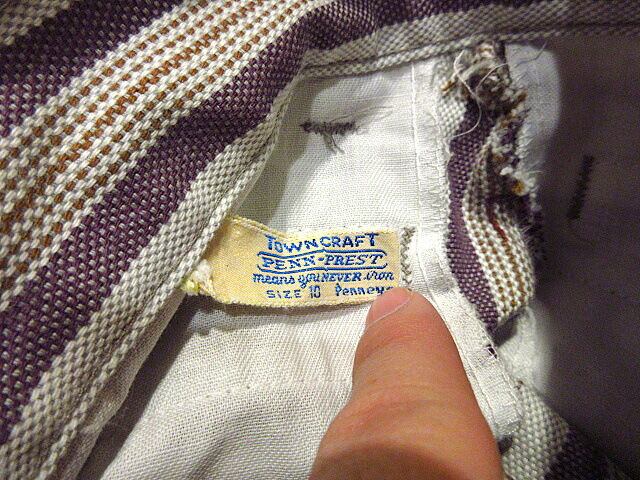 TOWNCRAFT
PENN-PREST
means you NEVER iron
SIZE 10 Penneys